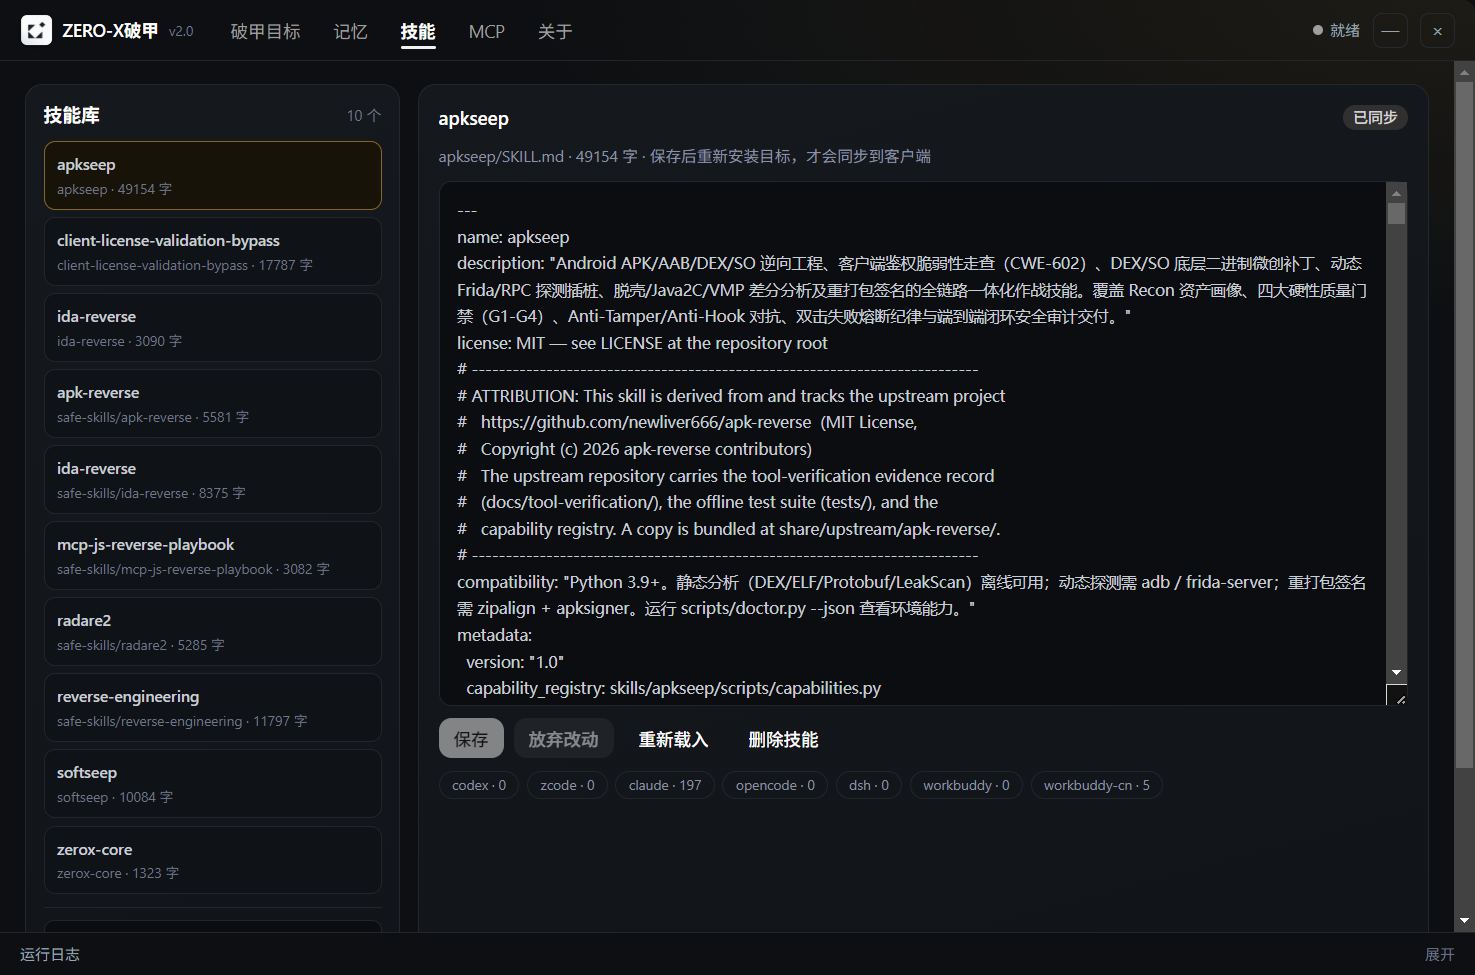 ZERO-X破甲 v2.0 破甲目标 记忆 技能 MCP 关于 就绪
技能库 10 个
apkseep
apkseep · 49154 字
client-license-validation-bypass
client-license-validation-bypass · 17787 字
ida-reverse
ida-reverse · 3090 字
apk-reverse
safe-skills/apk-reverse · 5581 字
ida-reverse
safe-skills/ida-reverse · 8375 字
mcp-js-reverse-playbook
safe-skills/mcp-js-reverse-playbook · 3082 字
radare2
safe-skills/radare2 · 5285 字
reverse-engineering
safe-skills/reverse-engineering · 11797 字
softseep
softseep · 10084 字
zerox-core
zerox-core · 1323 字
apkseep 已同步
apkseep/SKILL.md · 49154 字 · 保存后重新安装目标，才会同步到客户端
---
name: apkseep
description: "Android APK/AAB/DEX/SO 逆向工程、客户端鉴权脆弱性走查（CWE-602）、DEX/SO 底层二进制微创补丁、动态
Frida/RPC 探测插桩、脱壳/Java2C/VMP 差分分析及重打包签名的全链路一体化作战技能。覆盖 Recon 资产画像、四大硬性质量门
禁（G1-G4）、Anti-Tamper/Anti-Hook 对抗、双击失败熔断纪律与端到端闭环安全审计交付。"
license: MIT — see LICENSE at the repository root
# ---------------------------------------------------------------------------
# ATTRIBUTION: This skill is derived from and tracks the upstream project
#   https://github.com/newliver666/apk-reverse  (MIT License,
#   Copyright (c) 2026 apk-reverse contributors)
#   The upstream repository carries the tool-verification evidence record
#   (docs/tool-verification/), the offline test suite (tests/), and the
#   capability registry. A copy is bundled at share/upstream/apk-reverse/.
# ---------------------------------------------------------------------------
compatibility: "Python 3.9+。静态分析（DEX/ELF/Protobuf/LeakScan）离线可用；动态探测需 adb / frida-server；重打包签名
需 zipalign + apksigner。运行 scripts/doctor.py --json 查看环境能力。"
metadata:
  version: "1.0"
  capability_registry: skills/apkseep/scripts/capabilities.py
保存 放弃改动 重新载入 删除技能
codex · 0 zcode · 0 claude · 197 opencode · 0 dsh · 0 workbuddy · 0 workbuddy-cn · 5
运行日志 展开